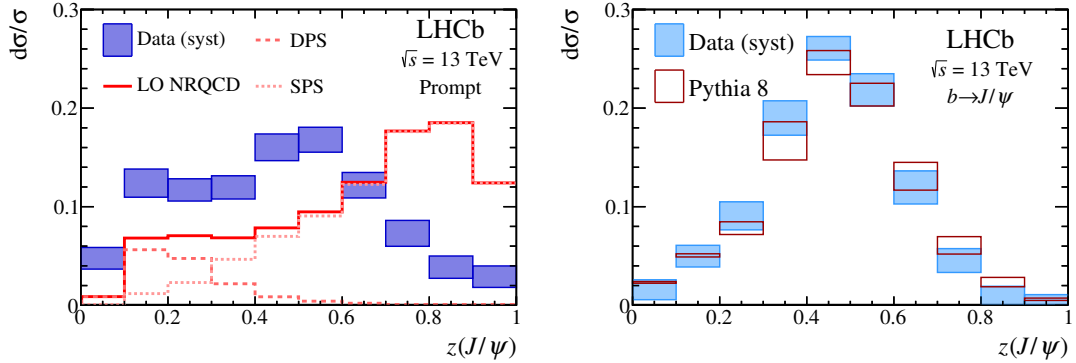 dσ/σ
0.3
0.2
0.1
0
0 0.2 0.4 0.6 0.8 1
z(J/ψ)
Data (syst)
DPS
LO NRQCD
SPS
LHCb
√s = 13 TeV
Prompt
dσ/σ
0.3
0.2
0.1
0
0 0.2 0.4 0.6 0.8 1
z(J/ψ)
Data (syst)
Pythia 8
LHCb
√s = 13 TeV
b→J/ψ